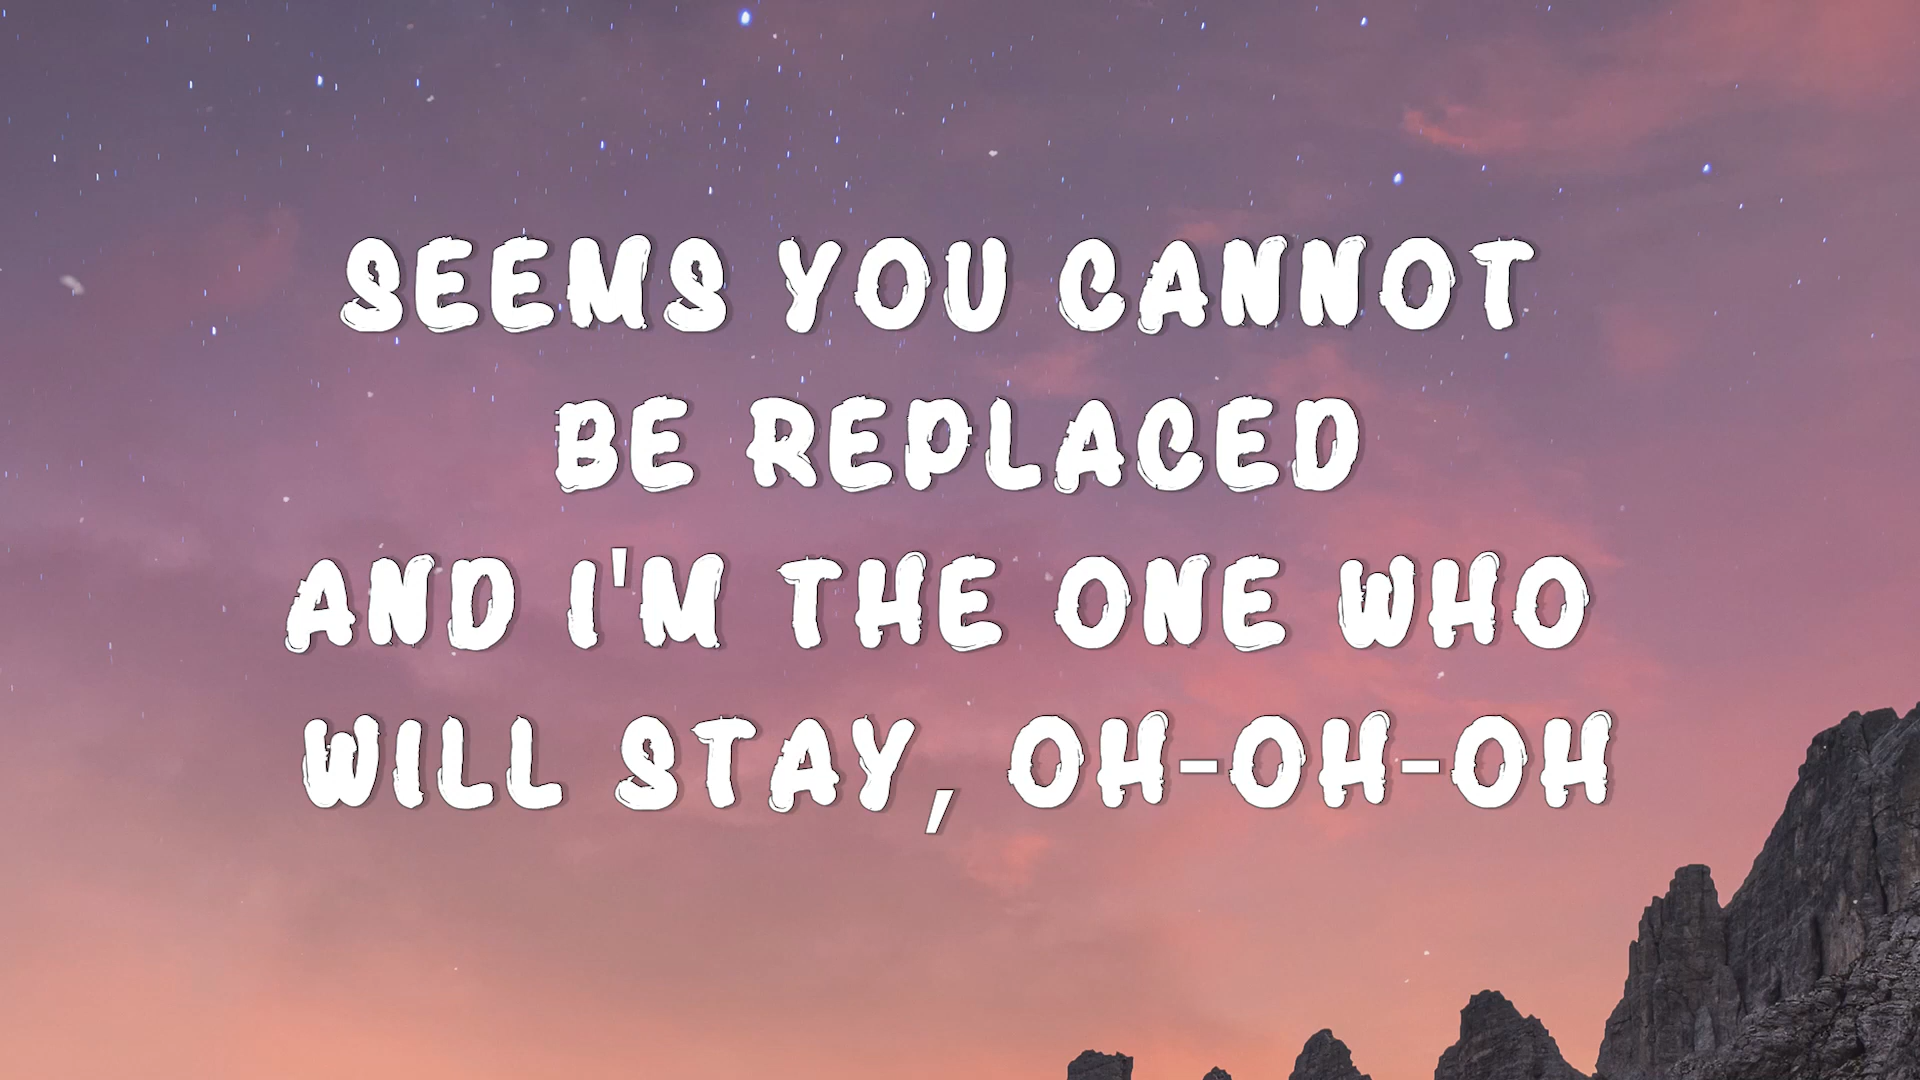 SEEMS YOU CANNOT
BE REPLACED
AND I'M THE ONE WHO
WILL STAY, OH-OH-OH